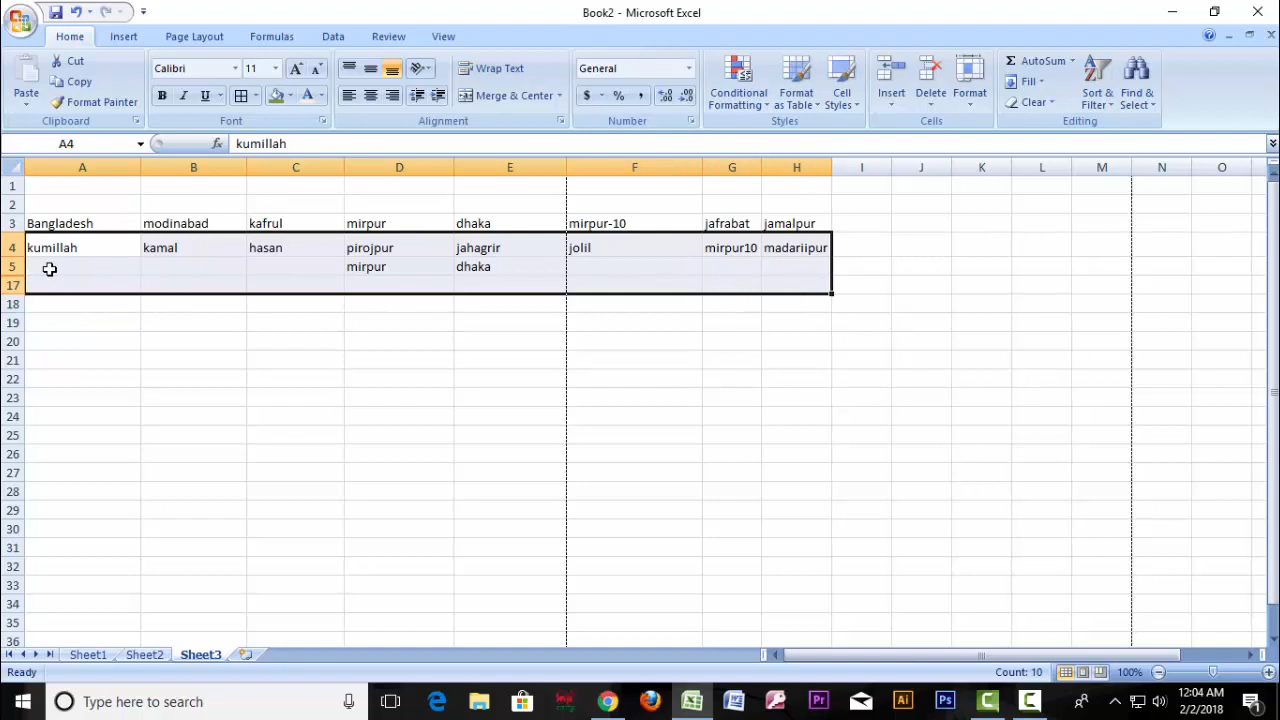 Book2 - Microsoft Excel
Home Insert Page Layout Formulas Data Review View
Paste Cut Copy Format Painter Clipboard
Calibri 11 A A B I U A Font
Wrap Text Merge & Center Alignment
General $ % , Number
Conditional Formatting Format as Table Cell Styles Styles
Insert Delete Format Cells
Σ AutoSum Fill Clear Sort & Filter Find & Select Editing
A4 fx kumillah
A B C D E F G H I J K L M N O
1
2
3 Bangladesh modinabad kafrul mirpur dhaka mirpur-10 jafrabat jamalpur
4 kumillah kamal hasan pirojpur jahagrir jolil mirpur10 madariipur
5 mirpur dhaka
17
18
19
20
21
22
23
24
25
26
27
28
29
30
31
32
33
34
35
36
Sheet1 Sheet2 Sheet3
Ready Count: 10 100%
Type here to search Pr Ai Ps 12:04 AM
2/2/2018